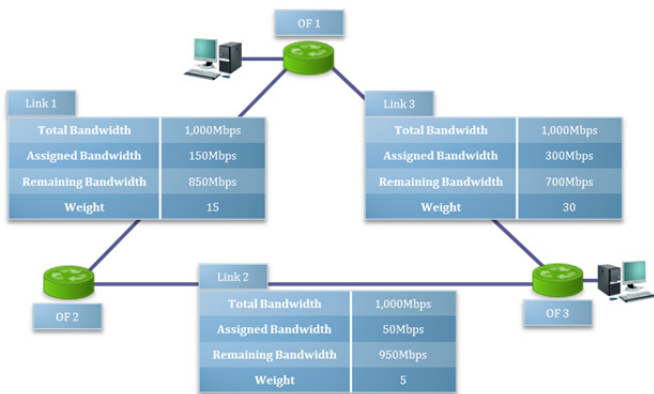 OF 1
Link 1
Total Bandwidth 1,000Mbps
Assigned Bandwidth 150Mbps
Remaining Bandwidth 850Mbps
Weight 15
Link 3
Total Bandwidth 1,000Mbps
Assigned Bandwidth 300Mbps
Remaining Bandwidth 700Mbps
Weight 30
OF 2
Link 2
Total Bandwidth 1,000Mbps
Assigned Bandwidth 50Mbps
Remaining Bandwidth 950Mbps
Weight 5
OF 3